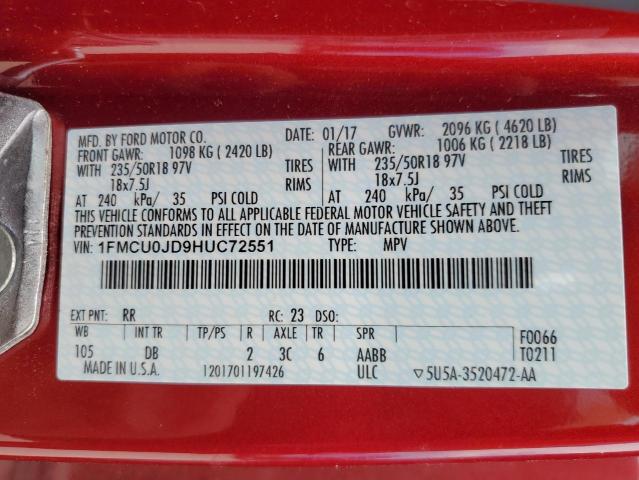 MFD. BY FORD MOTOR CO. DATE: 01/17 GVWR: 2096 KG ( 4620 LB)
FRONT GAWR: 1098 KG ( 2420 LB) REAR GAWR: 1006 KG ( 2218 LB)
WITH 235/50R18 97V TIRES WITH 235/50R18 97V TIRES
18x7.5J RIMS 18x7.5J RIMS
AT 240 kPa/ 35 PSI COLD AT 240 kPa/ 35 PSI COLD
THIS VEHICLE CONFORMS TO ALL APPLICABLE FEDERAL MOTOR VEHICLE SAFETY AND THEFT
PREVENTION STANDARDS IN EFFECT ON THE DATE OF MANUFACTURE SHOWN ABOVE.
VIN: 1FMCU0JD9HUC72551 TYPE: MPV
EXT PNT: RR RC: 23 DSO:
WB INT TR TP/PS R AXLE TR SPR F0066
105 DB 2 3C 6 AABB T0211
MADE IN U.S.A. 1201701197426 ULC ▽5U5A-3520472-AA